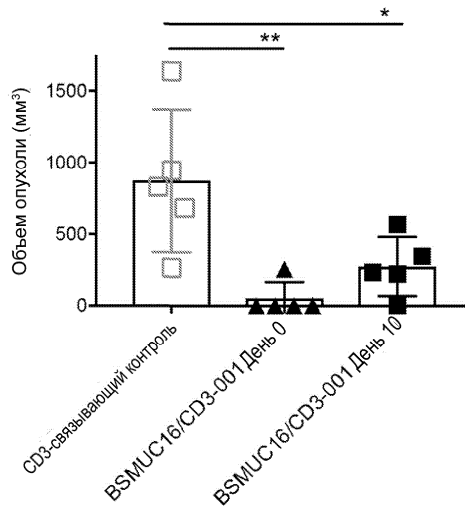 *
**
Объем опухоли (мм³)
1500
1000
500
0
CD3-связывающий контроль
BSMUC16/CD3-001 День 0
BSMUC16/CD3-001 День 10